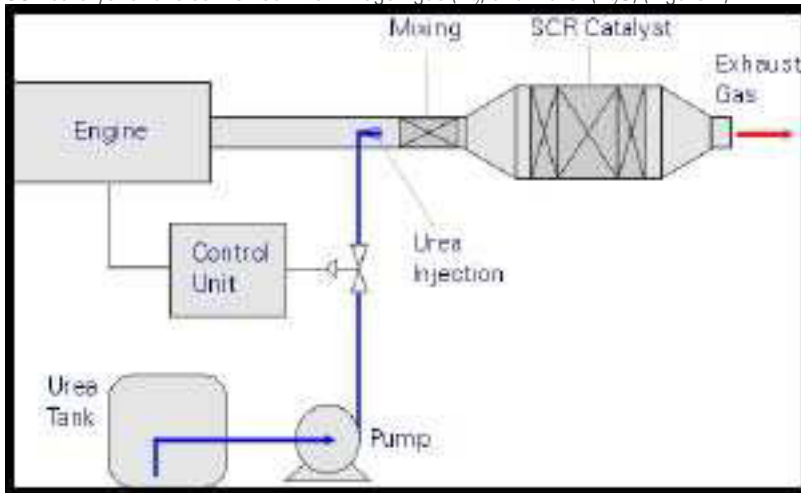 Mixing
SCR Catalyst
Exhaust
Gas
Engine
Control
Unit
Urea
Injection
Urea
Tank
Pump